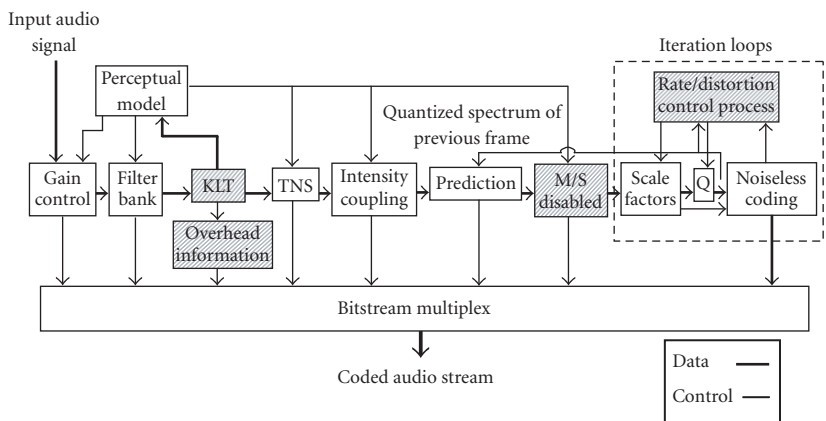 Input audio
signal
Iteration loops
Perceptual
model
Rate/distortion
control process
Quantized spectrum of
previous frame
Gain
control
Filter
bank
KLT
TNS
Intensity
coupling
Prediction
M/S
disabled
Scale
factors
Q
Noiseless
coding
Overhead
information
Bitstream multiplex
Coded audio stream
Data
Control